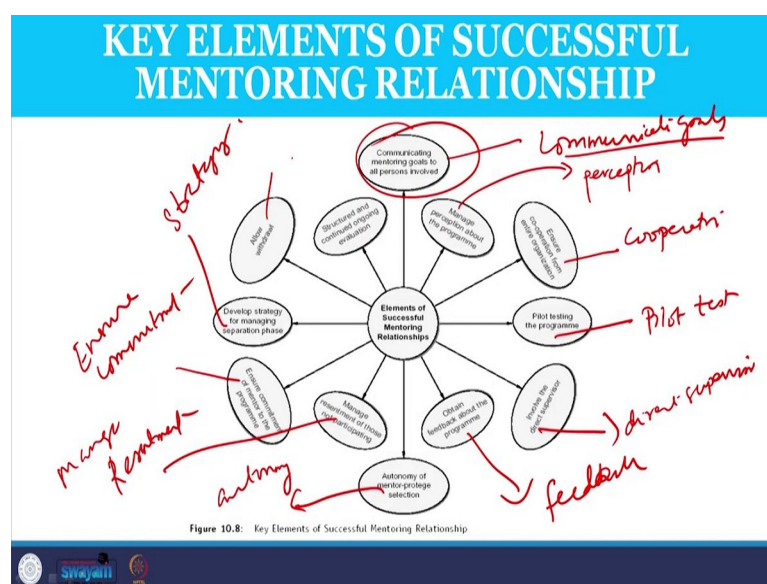 KEY ELEMENTS OF SUCCESSFUL
MENTORING RELATIONSHIP
Communicating
mentoring goals to
all persons involved
Communicati goals
Manage
perception about
the programme
perception
Ensure
co-operation from
entire organization
Cooperati
Pilot testing
the programme
Pilot test
Involve the
direct supervisor
direct supervisor
Obtain
feedback about the
programme
feedback
Autonomy of
mentor-protege
selection
autonomy
Manage
resentment of those
not participating
Manage
Resentment
Ensure commitment
of mentor to the
programme
Ensure
commitment
Develop strategy
for managing
separation phase
Strategy
Allow
withdrawl
Structured and
continued ongoing
evaluation
Elements of
Successful
Mentoring
Relationships
Figure 10.8: Key Elements of Successful Mentoring Relationship
swayam